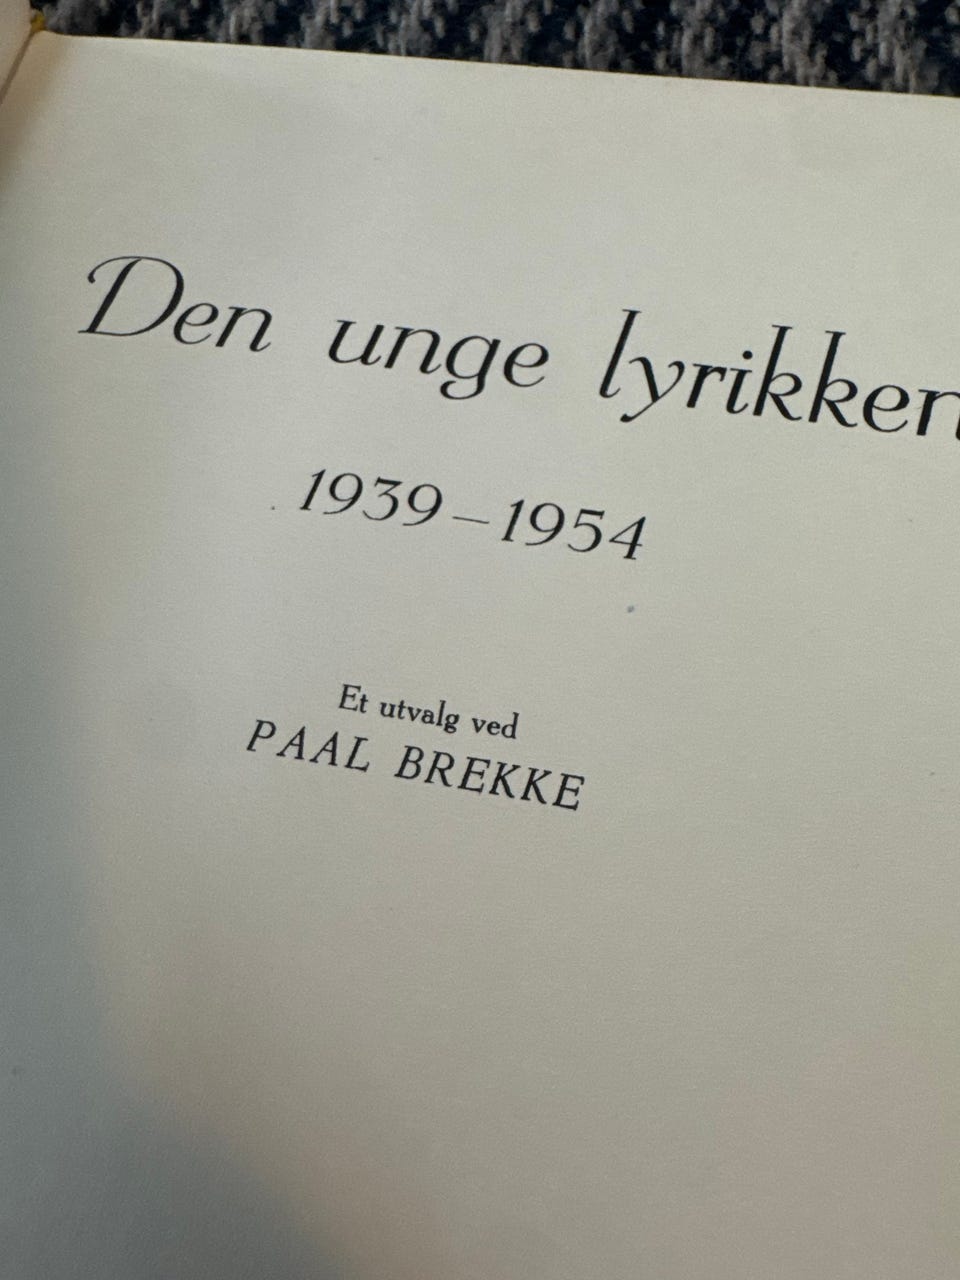 Den unge lyrikken
1939–1954
Et utvalg ved
PAAL BREKKE